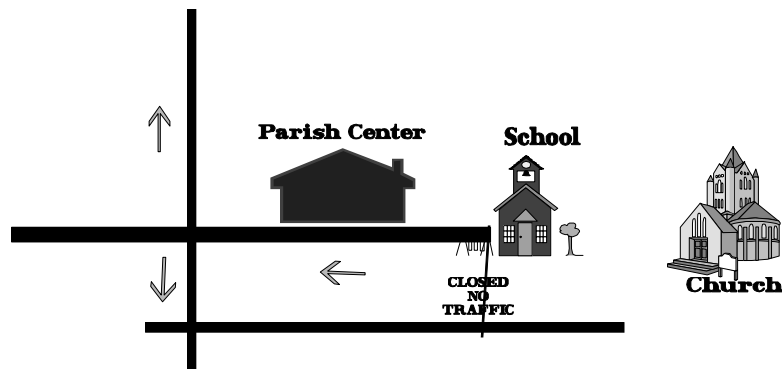 Parish Center
School
Church
CLOSED
NO
TRAFFIC